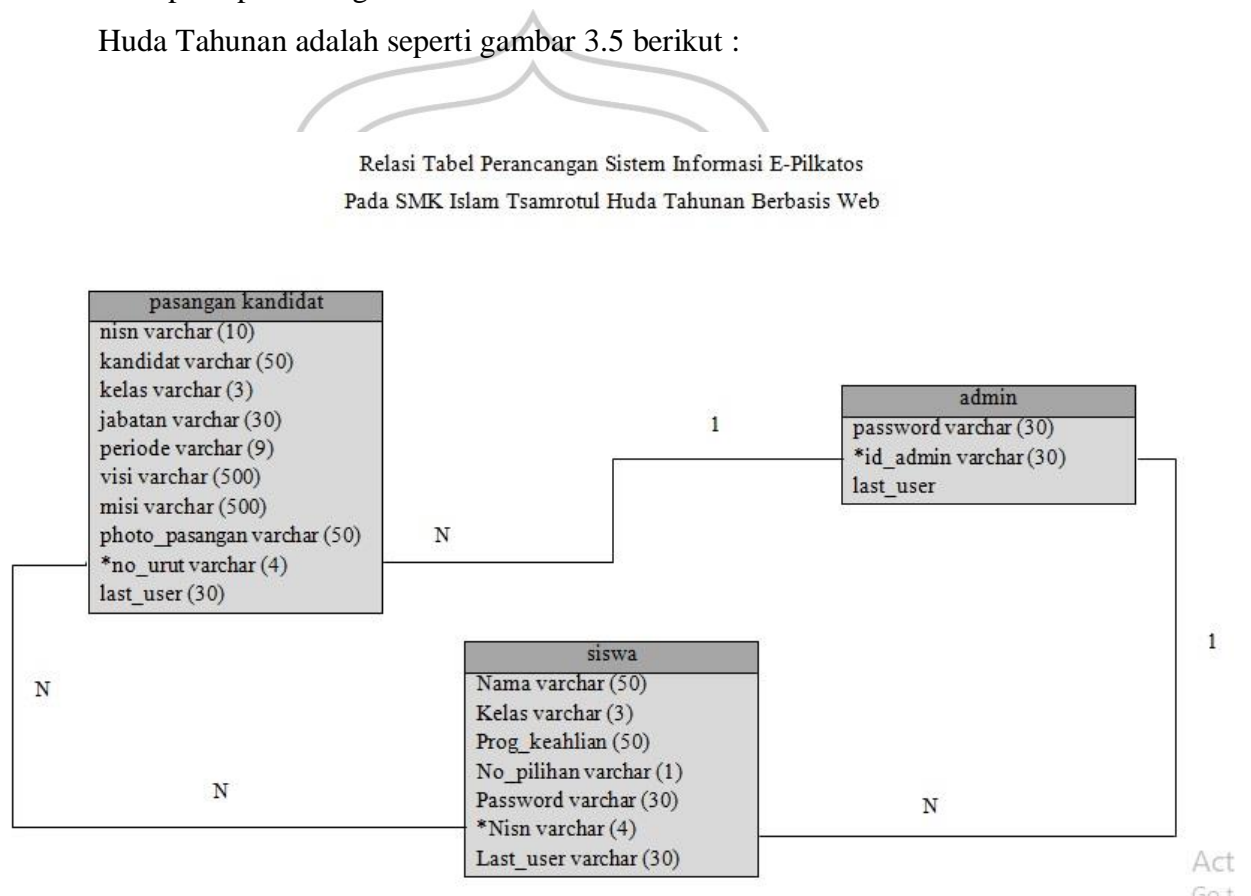 Huda Tahunan adalah seperti gambar 3.5 berikut :
Relasi Tabel Perancangan Sistem Informasi E-Pilkatos
Pada SMK Islam Tsamrotul Huda Tahunan Berbasis Web
pasangan kandidat
nisn varchar (10)
kandidat varchar (50)
kelas varchar (3)
jabatan varchar (30)
periode varchar (9)
visi varchar (500)
misi varchar (500)
photo_pasangan varchar (50)
*no_urut varchar (4)
last_user (30)
admin
password varchar (30)
*id_admin varchar (30)
last_user
1
N
siswa
Nama varchar (50)
Kelas varchar (3)
Prog_keahlian (50)
No_pilihan varchar (1)
Password varchar (30)
*Nisn varchar (4)
Last_user varchar (30)
N
N
N
1
Act